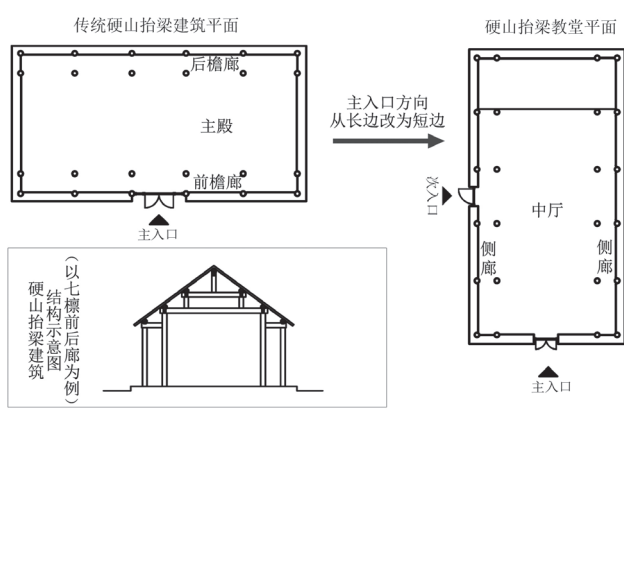 传统硬山抬梁建筑平面
后檐廊
主殿
前檐廊
主入口
主入口方向
从长边改为短边
硬山抬梁教堂平面
次入口
中厅
侧廊
侧廊
主入口
硬山抬梁建筑
结构示意图
(以七檩前后廊为例)